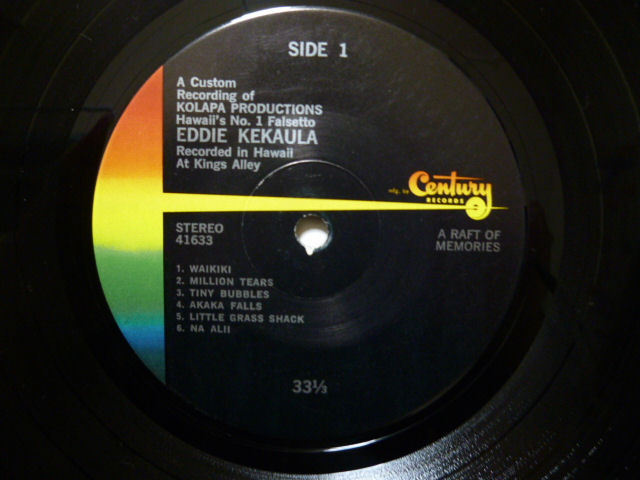 SIDE 1
A Custom
Recording of
KOLAPA PRODUCTIONS
Hawaii's No. 1 Falsetto
EDDIE KEKAULA
Recorded in Hawaii
At Kings Alley
mfg. by Century
RECORDS
STEREO
41633
A RAFT OF
MEMORIES
1. WAIKIKI
2. MILLION TEARS
3. TINY BUBBLES
4. AKAKA FALLS
5. LITTLE GRASS SHACK
6. NA ALII
33⅓